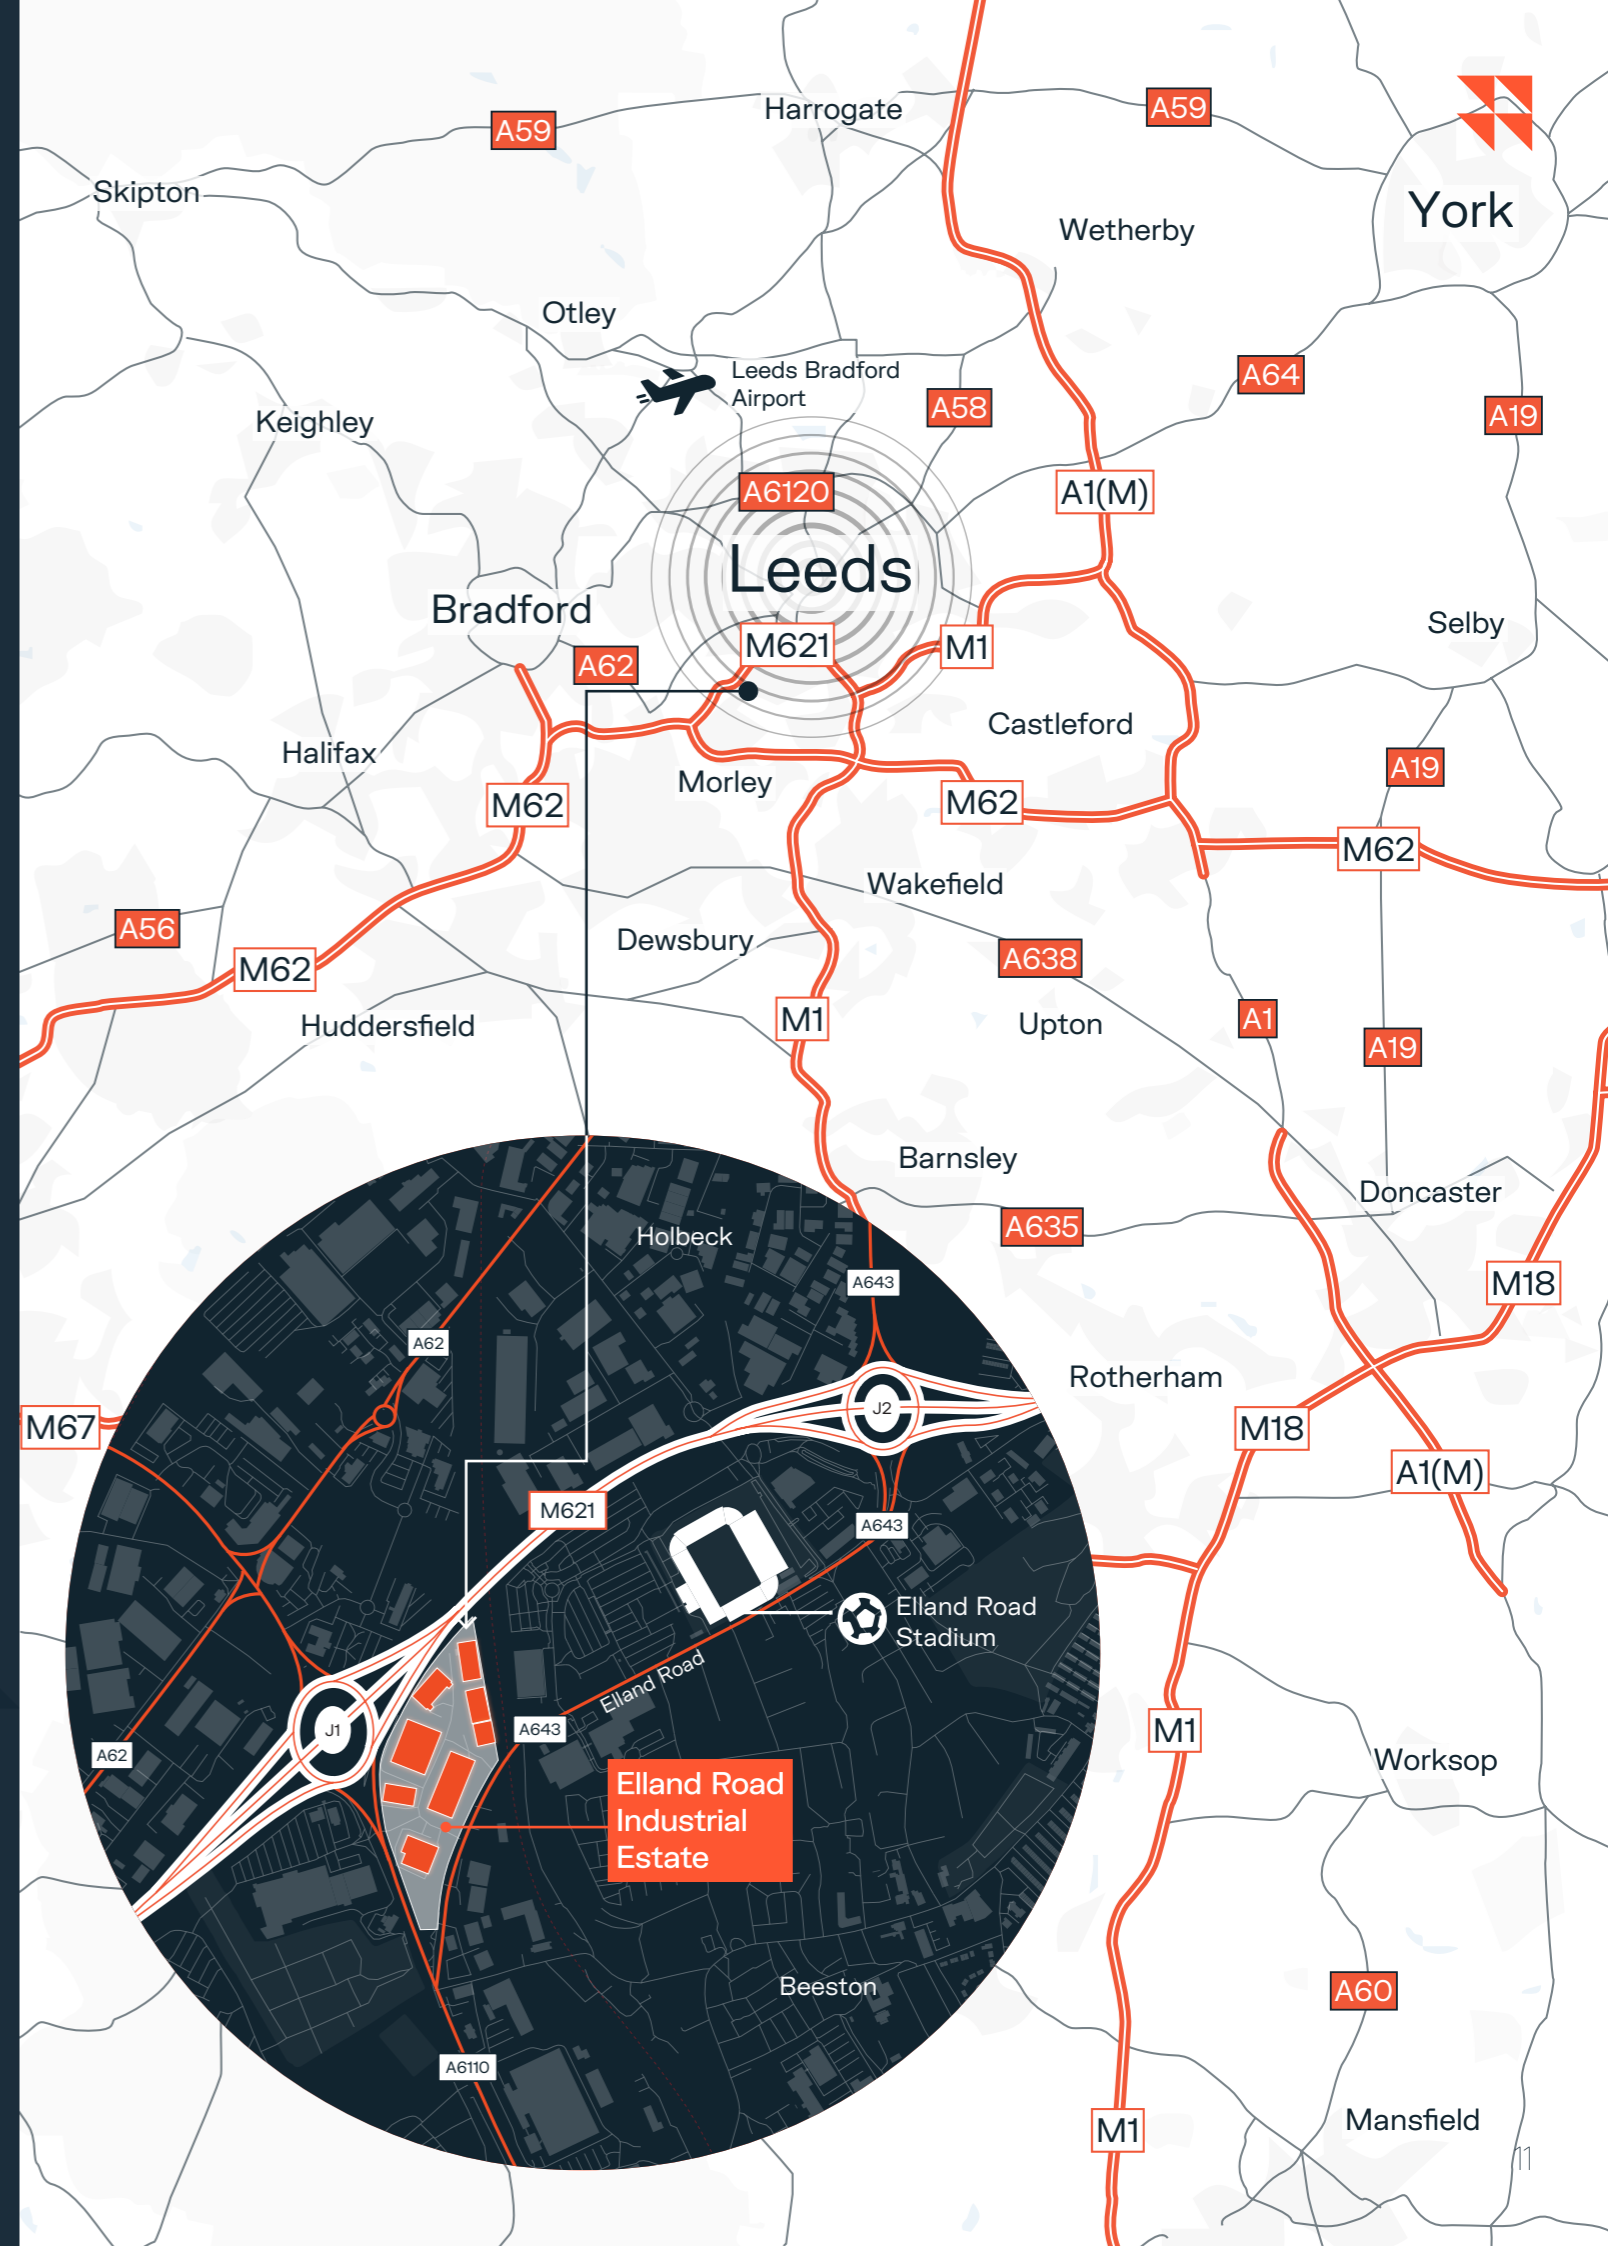 Harrogate
A59
A59
Skipton
York
Wetherby
Otley
Leeds Bradford
Airport
A64
A58
A19
Keighley
A6120
A1(M)
Leeds
Bradford
Selby
M621
M1
A62
Castleford
Halifax
A19
Morley
M62
M62
M62
Wakefield
A56
Dewsbury
A638
M62
M1
Upton
A1
Huddersfield
A19
Barnsley
Doncaster
A635
Holbeck
A643
M18
A62
Rotherham
J2
M67
M18
A1(M)
M621
A643
Elland Road
Stadium
Elland Road
J1
A643
M1
A62
Worksop
Elland Road
Industrial
Estate
Beeston
A60
A6110
Mansfield
M1
11